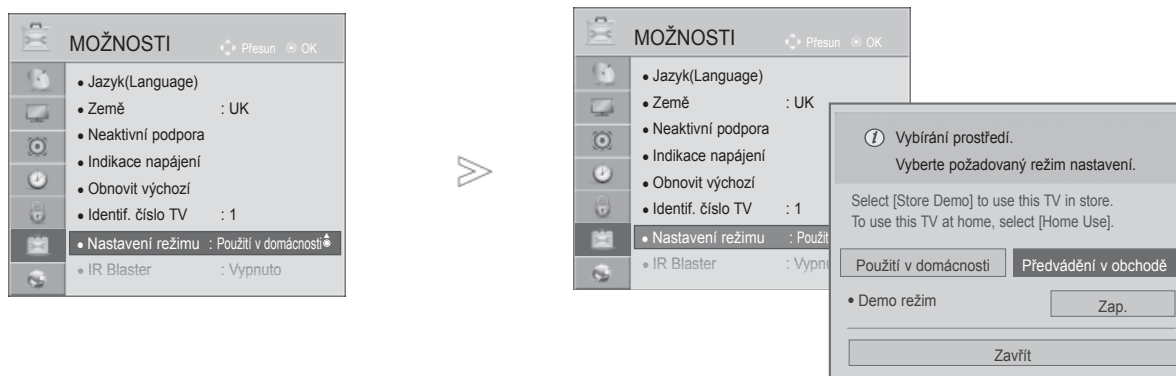 MOŽNOSTI
Přesun OK
• Jazyk(Language)
• Země : UK
• Neaktivní podpora
• Indikace napájení
• Obnovit výchozí
• Identif. číslo TV : 1
• Nastavení režimu : Použití v domácnosti
• IR Blaster : Vypnuto
MOŽNOSTI
Přesun OK
• Jazyk(Language)
• Země : UK
• Neaktivní podpora
• Indikace napájení
• Obnovit výchozí
• Identif. číslo TV : 1
• Nastavení režimu : Použit
• IR Blaster : Vypnu
Vybírání prostředí.
Vyberte požadovaný režim nastavení.
Select [Store Demo] to use this TV in store.
To use this TV at home, select [Home Use].
Použití v domácnosti Předvádění v obchodě
• Demo režim Zap.
Zavřít